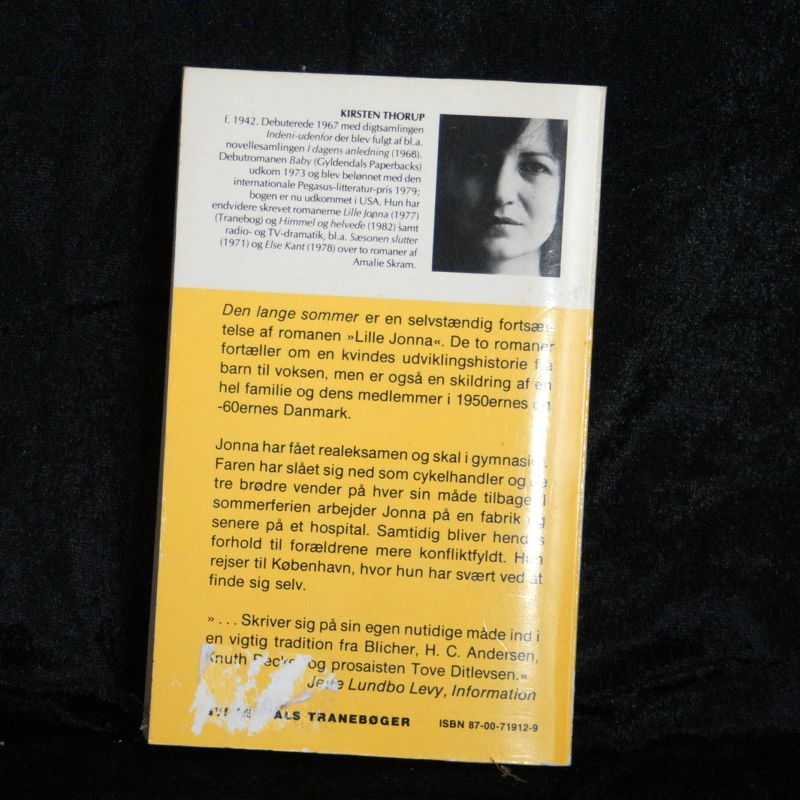 KIRSTEN THORUP
f. 1942. Debuterede 1967 med digtsamlingen
Indeni-udenfor der blev fulgt af bl.a.
novellesamlingen I dagens anledning (1968).
Debutromanen Baby (Gyldendals Paperbacks)
udkom 1973 og blev belønnet med den
internationale Pegasus-litteratur-pris 1979;
bogen er nu udkommet i USA. Hun har
endvidere skrevet romanerne Lille Jonna (1977)
(Tranebog) og Himmel og helvede (1982) samt
radio- og TV-dramatik, bl.a. Sæsonen slutter
(1971) og Else Kant (1978) over to romaner af
Amalie Skram.
Den lange sommer er en selvstændig fortsæt-
telse af romanen »Lille Jonna«. De to romaner
fortæller om en kvindes udviklingshistorie fra
barn til voksen, men er også en skildring af en
hel familie og dens medlemmer i 1950ernes og
-60ernes Danmark.
Jonna har fået realeksamen og skal i gymnasiet.
Faren har slået sig ned som cykelhandler og de
tre brødre vender på hver sin måde tilbage. I
sommerferien arbejder Jonna på en fabrik og
senere på et hospital. Samtidig bliver hendes
forhold til forældrene mere konfliktfyldt. Hun
rejser til København, hvor hun har svært ved at
finde sig selv.
» . . . Skriver sig på sin egen nutidige måde ind i
en vigtig tradition fra Blicher, H. C. Andersen,
Knuth Becker og prosaisten Tove Ditlevsen.«
Jette Lundbo Levy, Information
TRANEBØGER
ISBN 87-00-71912-9